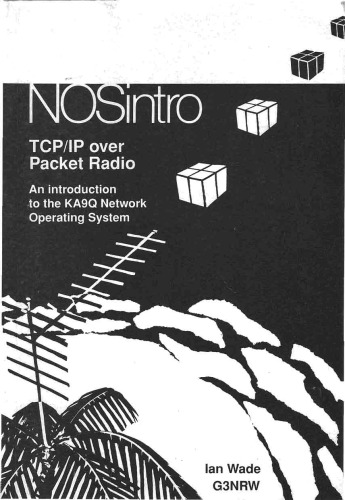 NOSintro
TCP/IP over
Packet Radio
An introduction
to the KA9Q Network
Operating System
Ian Wade
G3NRW